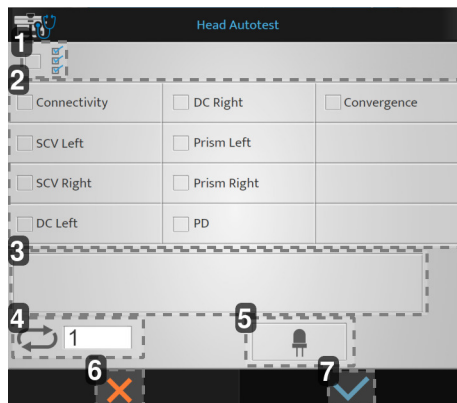 Head Autotest
1
2
Connectivity DC Right Convergence
SCV Left Prism Left
SCV Right Prism Right
DC Left PD
3
4 5
1
6 7